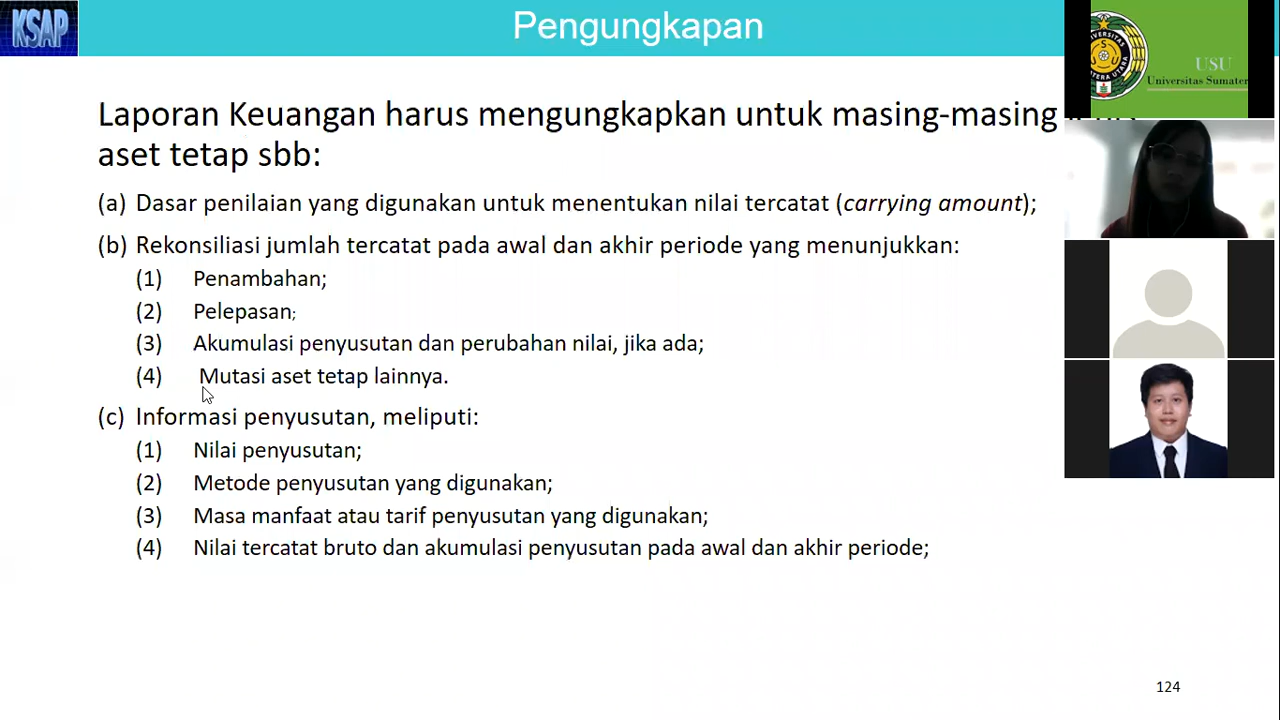 KSAP
Pengungkapan
Laporan Keuangan harus mengungkapkan untuk masing-masing
aset tetap sbb:
(a) Dasar penilaian yang digunakan untuk menentukan nilai tercatat (carrying amount);
(b) Rekonsiliasi jumlah tercatat pada awal dan akhir periode yang menunjukkan:
(1) Penambahan;
(2) Pelepasan;
(3) Akumulasi penyusutan dan perubahan nilai, jika ada;
(4) Mutasi aset tetap lainnya.
(c) Informasi penyusutan, meliputi:
(1) Nilai penyusutan;
(2) Metode penyusutan yang digunakan;
(3) Masa manfaat atau tarif penyusutan yang digunakan;
(4) Nilai tercatat bruto dan akumulasi penyusutan pada awal dan akhir periode;
124
USU
Universitas Sumater